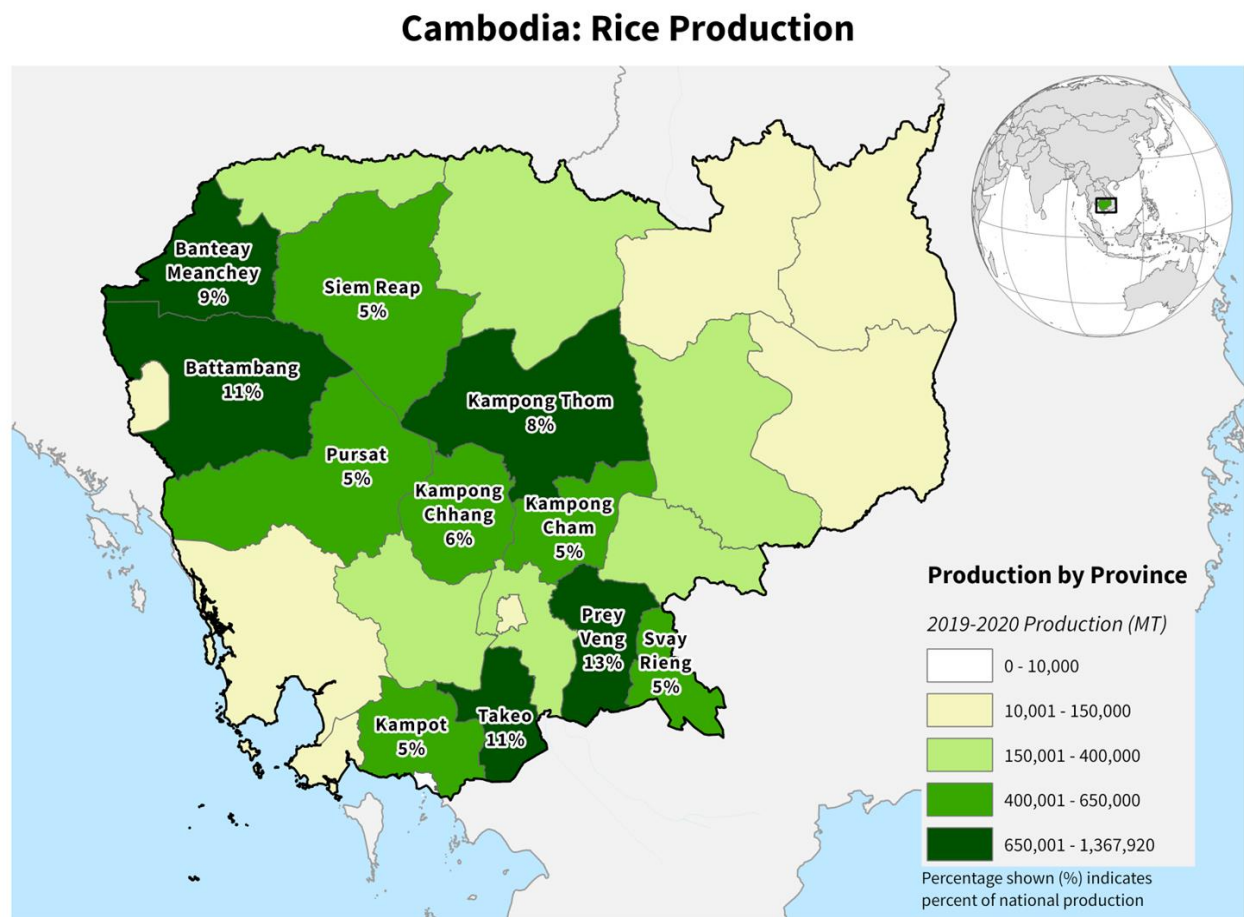 Cambodia: Rice Production
Banteay
Meanchey
9%
Siem Reap
5%
Battambang
11%
Kampong Thom
8%
Pursat
5%
Kampong
Chhang
6%
Kampong
Cham
5%
Prey
Veng
13%
Svay
Rieng
5%
Kampot
5%
Takeo
11%
Production by Province
2019-2020 Production (MT)
0 - 10,000
10,001 - 150,000
150,001 - 400,000
400,001 - 650,000
650,001 - 1,367,920
Percentage shown (%) indicates
percent of national production